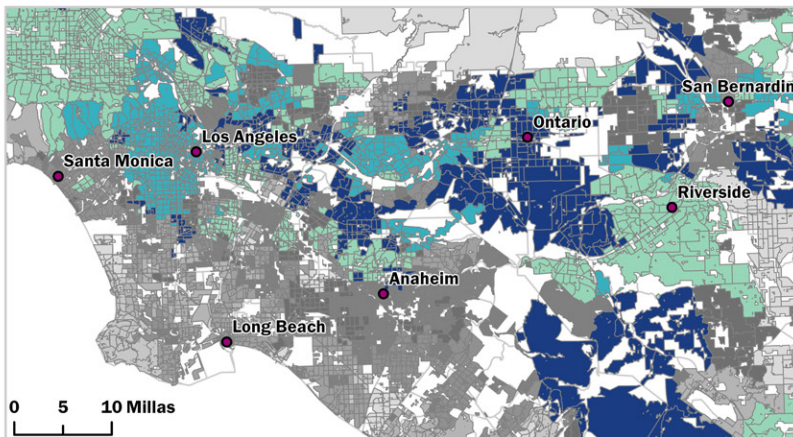 San Bernardin
Los Angeles
Ontario
Santa Monica
Riverside
Anaheim
Long Beach
0 5 10 Millas